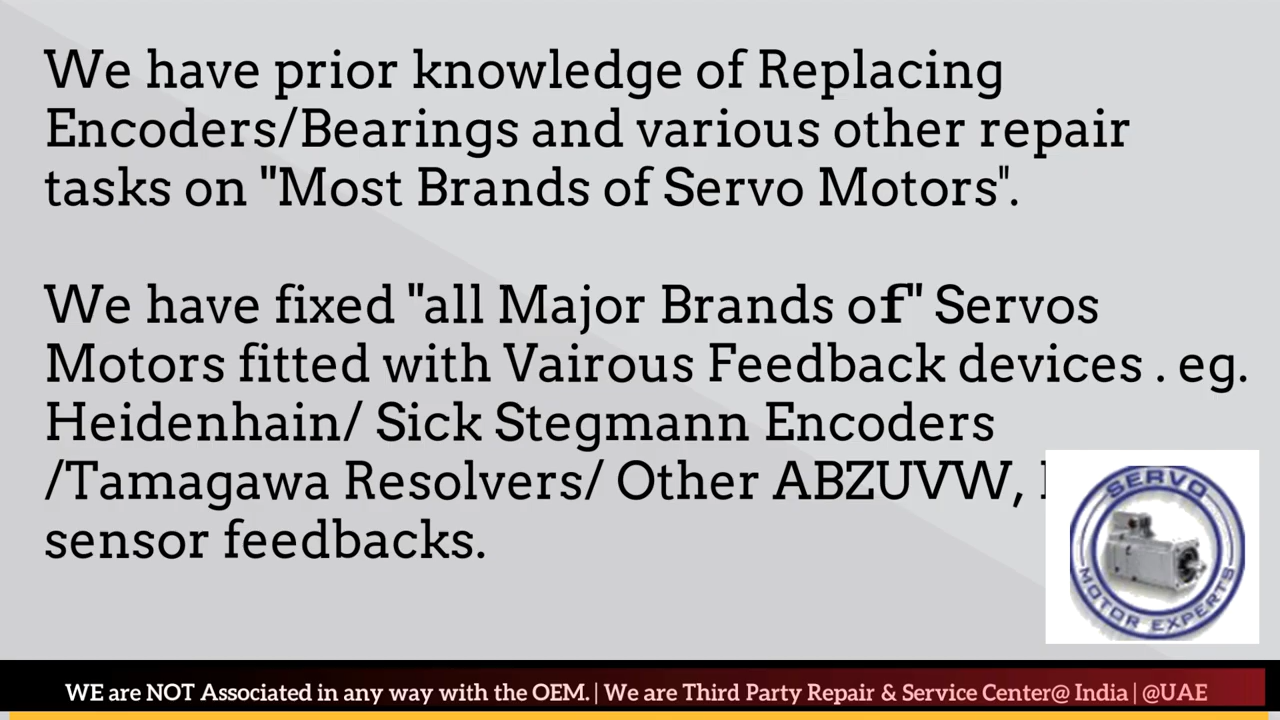 We have prior knowledge of Replacing
Encoders/Bearings and various other repair
tasks on "Most Brands of Servo Motors".
We have fixed "all Major Brands of" Servos
Motors fitted with Vairous Feedback devices . eg.
Heidenhain/ Sick Stegmann Encoders
/Tamagawa Resolvers/ Other ABZUVW,
sensor feedbacks.
SERVO
MOTOR EXPERTS
WE are NOT Associated in any way with the OEM. | We are Third Party Repair & Service Center@ India | @UAE